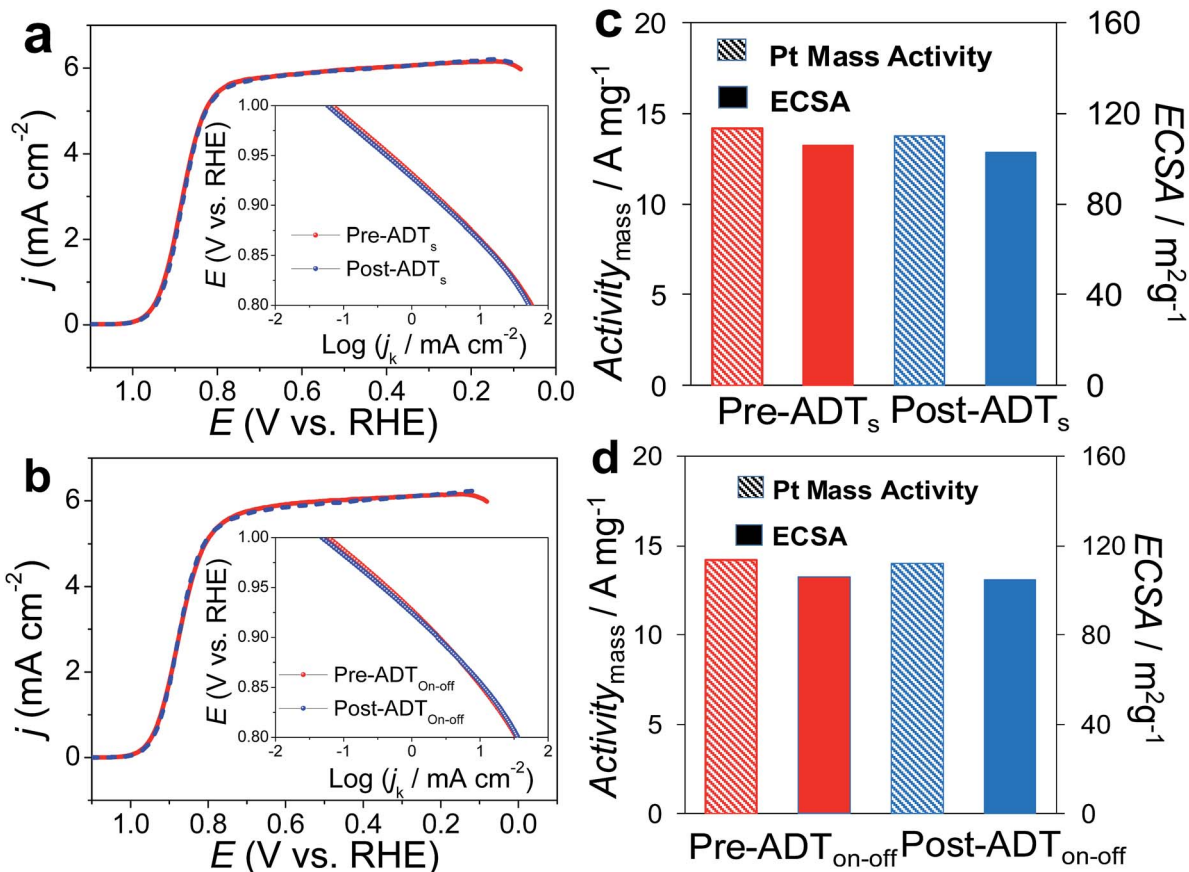 a
6
4
2
0
j (mA cm-2)
1.0 0.8 0.6 0.4 0.2 0.0
E (V vs. RHE)
1.00
0.95
0.90
0.85
0.80
E (V vs. RHE)
Pre-ADTs
Post-ADTs
-2 -1 0 1 2
Log (jk / mA cm-2)
c
20
15
10
5
0
Activitymass / A mg-1
Pt Mass Activity
ECSA
160
120
80
40
0
ECSA / m2g-1
Pre-ADTs Post-ADTs
b
6
4
2
0
j (mA cm-2)
1.0 0.8 0.6 0.4 0.2 0.0
E (V vs. RHE)
1.00
0.95
0.90
0.85
0.80
E (V vs. RHE)
Pre-ADTOn-off
Post-ADTOn-off
-2 -1 0 1 2
Log (jk / mA cm-2)
d
20
15
10
5
0
Activitymass / A mg-1
Pt Mass Activity
ECSA
160
120
80
40
0
ECSA / m2g-1
Pre-ADTon-off Post-ADTon-off